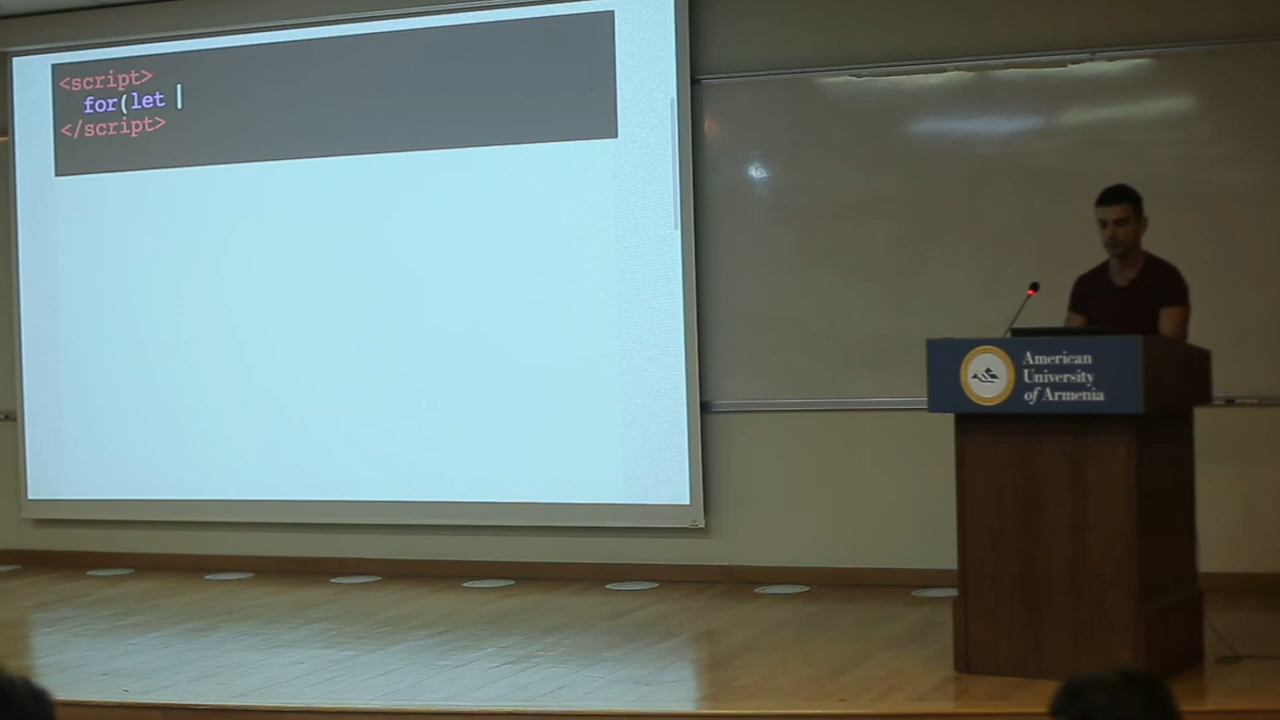 <script>
for(let
</script>
American
University
of Armenia